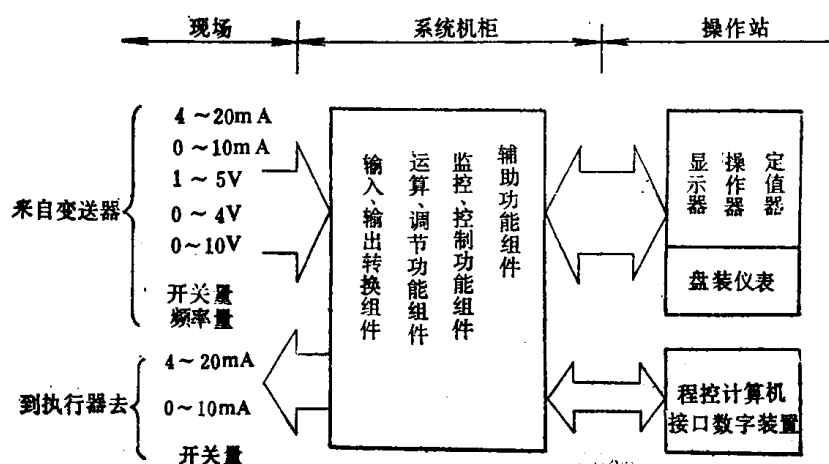 现场
系统机柜
操作站
来自变送器
4～20mA
0～10mA
1～5V
0～4V
0～10V
开关量
频率量
到执行器去
4～20mA
0～10mA
开关量
输入、输出转换组件
运算、调节功能组件
监控、控制功能组件
辅助功能组件
显示器
操作器
定值器
盘装仪表
程控计算机
接口数字装置